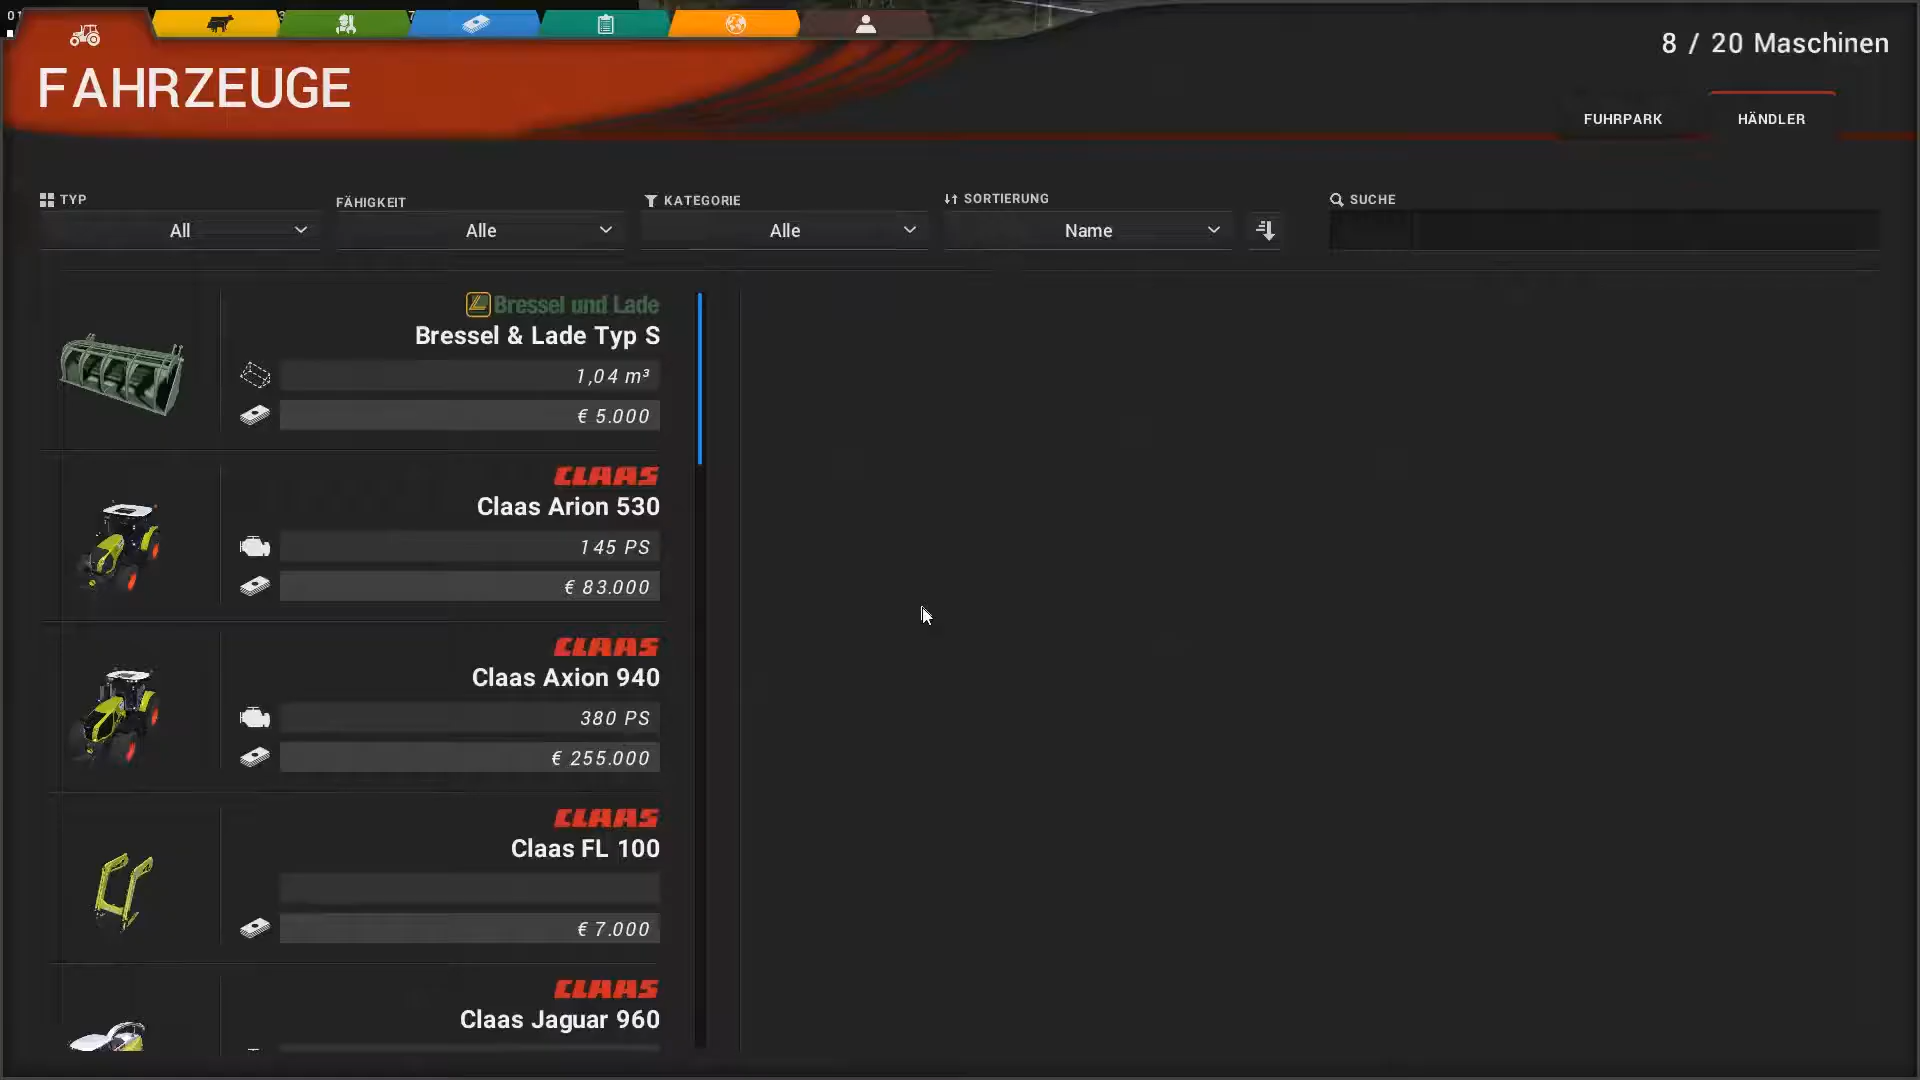 8 / 20 Maschinen
FAHRZEUGE
FUHRPARK
HÄNDLER
TYP
FÄHIGKEIT
KATEGORIE
SORTIERUNG
SUCHE
All
Alle
Alle
Name
Bressel und Lade
Bressel & Lade Typ S
1,04 m³
€ 5.000
CLAAS
Claas Arion 530
145 PS
€ 83.000
CLAAS
Claas Axion 940
380 PS
€ 255.000
CLAAS
Claas FL 100
€ 7.000
CLAAS
Claas Jaguar 960